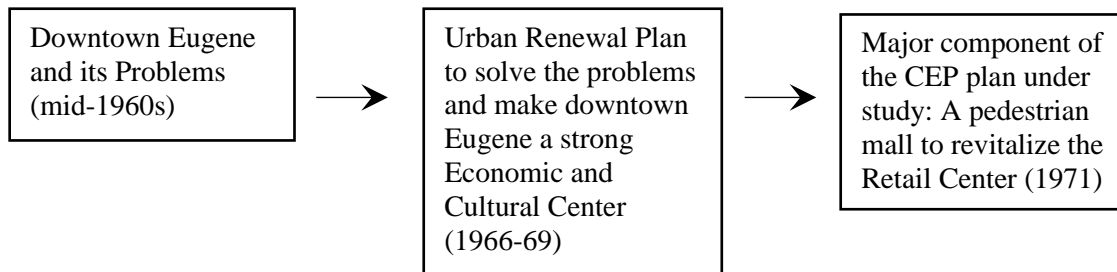 Downtown Eugene
and its Problems
(mid-1960s)
Urban Renewal Plan
to solve the problems
and make downtown
Eugene a strong
Economic and
Cultural Center
(1966-69)
Major component of
the CEP plan under
study: A pedestrian
mall to revitalize the
Retail Center (1971)